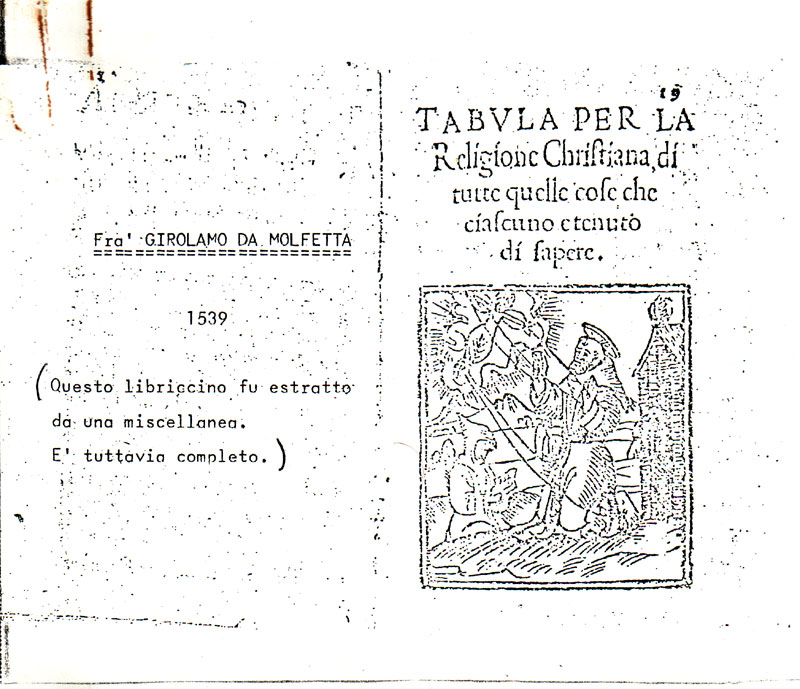 Fra' GIROLAMO DA MOLFETTA
1539
(Questo libriccino fu estratto
da una miscellanea.
E' tuttavia completo.)
19
TABVLA PER LA
Religione Chriſtiana, di
tutte quelle coſe che
ciaſcuno e tenuto
di ſapere.